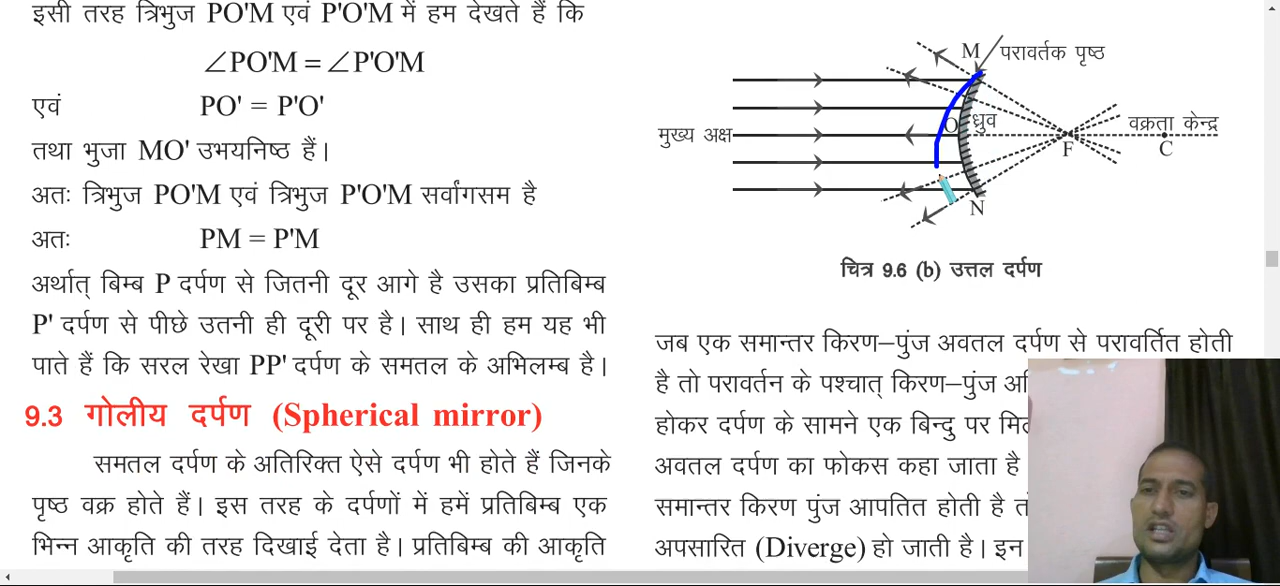 इसी तरह त्रिभुज PO'M एवं P'O'M में हम देखते हैं कि
∠PO'M = ∠P'O'M
एवं PO' = P'O'
तथा भुजा MO' उभयनिष्ठ हैं।
अतः त्रिभुज PO'M एवं त्रिभुज P'O'M सर्वांगसम है
अतः PM = P'M
अर्थात् बिम्ब P दर्पण से जितनी दूर आगे है उसका प्रतिबिम्ब
P' दर्पण से पीछे उतनी ही दूरी पर है। साथ ही हम यह भी
पाते हैं कि सरल रेखा PP' दर्पण के समतल के अभिलम्ब है।
9.3 गोलीय दर्पण (Spherical mirror)
समतल दर्पण के अतिरिक्त ऐसे दर्पण भी होते हैं जिनके
पृष्ठ वक्र होते हैं। इस तरह के दर्पणों में हमें प्रतिबिम्ब एक
भिन्न आकृति की तरह दिखाई देता है। प्रतिबिम्ब की आकृति
M परावर्तक पृष्ठ
मुख्य अक्ष O ध्रुव F वक्रता केन्द्र
C
N
चित्र 9.6 (b) उत्तल दर्पण
जब एक समान्तर किरण–पुंज अवतल दर्पण से परावर्तित होती
है तो परावर्तन के पश्चात् किरण–पुंज
होकर दर्पण के सामने एक बिन्दु पर
अवतल दर्पण का फोकस कहा जाता है
समान्तर किरण पुंज आपतित होती है
अपसारित (Diverge) हो जाती है। इन